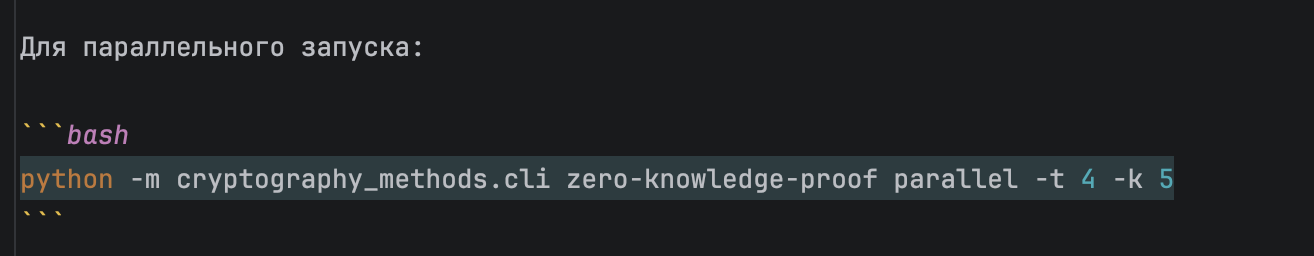 Для параллельного запуска:
```bash
python -m cryptography_methods.cli zero-knowledge-proof parallel -t 4 -k 5
```